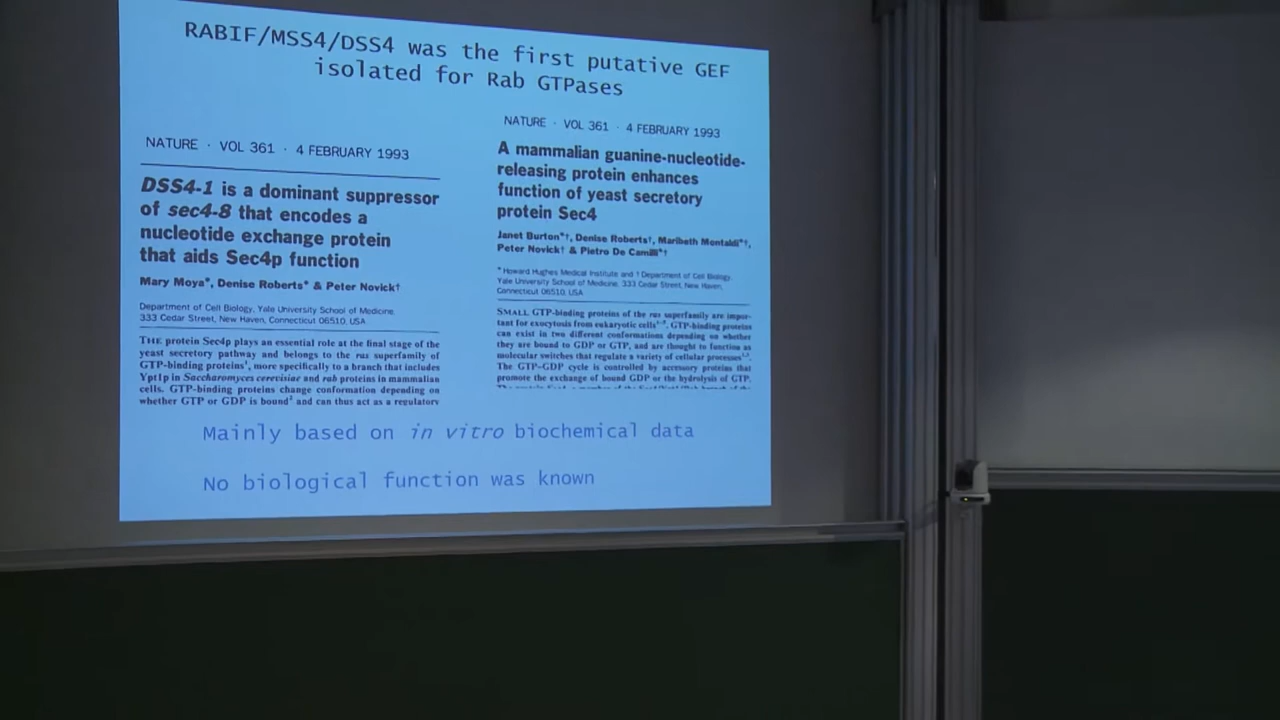 RABIF/MSS4/DSS4 was the first putative GEF
isolated for Rab GTPases
NATURE · VOL 361 · 4 FEBRUARY 1993
DSS4-1 is a dominant suppressor
of sec4-8 that encodes a
nucleotide exchange protein
that aids Sec4p function
Mary Moya*, Denise Roberts* & Peter Novick†
Department of Cell Biology, Yale University School of Medicine,
333 Cedar Street, New Haven, Connecticut 06510, USA
THE protein Sec4p plays an essential role at the final stage of the
yeast secretory pathway and belongs to the ras superfamily of
GTP-binding proteins¹, more specifically to a branch that includes
Ypt1p in Saccharomyces cerevisiae and rab proteins in mammalian
cells. GTP-binding proteins change conformation depending on
whether GTP or GDP is bound² and can thus act as a regulatory
NATURE · VOL 361 · 4 FEBRUARY 1993
A mammalian guanine-nucleotide-
releasing protein enhances
function of yeast secretory
protein Sec4
Janet Burton*†, Denise Roberts†, Maribeth Montaldi*†,
Peter Novick† & Pietro De Camilli*†
* Howard Hughes Medical Institute and † Department of Cell Biology,
Yale University School of Medicine, 333 Cedar Street, New Haven,
Connecticut 06510, USA
SMALL GTP-binding proteins of the ras superfamily are impor-
tant for exocytosis from eukaryotic cells. GTP-binding proteins
can exist in two different conformations depending on whether
they are bound to GDP or GTP, and are thought to function as
molecular switches that regulate a variety of cellular processes.
The GTP-GDP cycle is controlled by accessory proteins that
promote the exchange of bound GDP or the hydrolysis of GTP.
Mainly based on in vitro biochemical data
No biological function was known